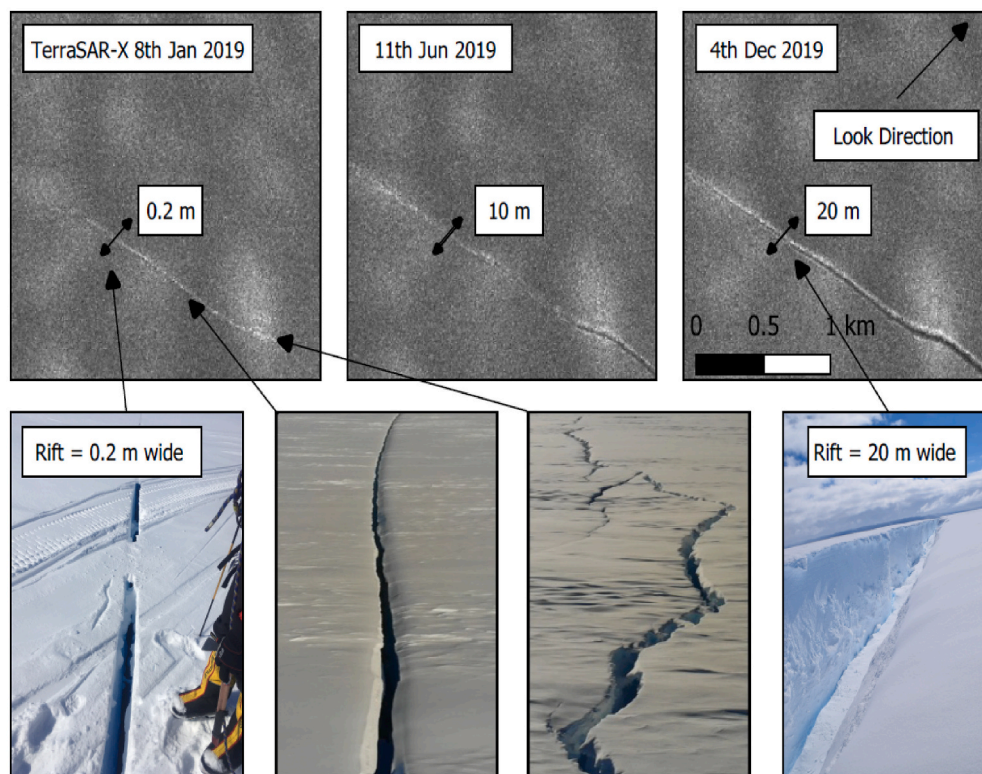 TerraSAR-X 8th Jan 2019
11th Jun 2019
4th Dec 2019
Look Direction
0.2 m
10 m
20 m
0 0.5 1 km
Rift = 0.2 m wide
Rift = 20 m wide